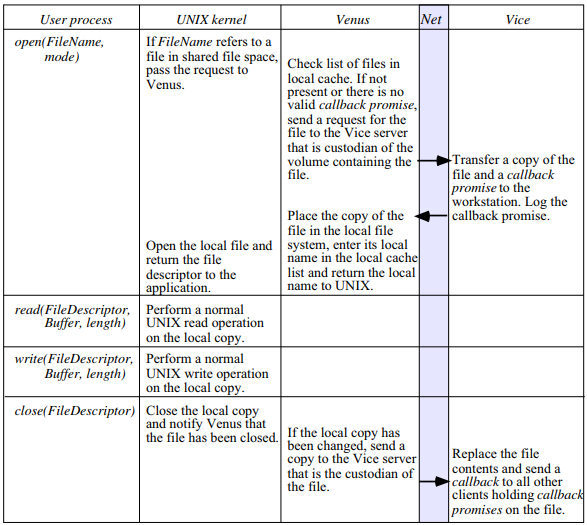 User process
UNIX kernel
Venus
Net
Vice
open(FileName,
mode)
If FileName refers to a
file in shared file space,
pass the request to
Venus.
Check list of files in
local cache. If not
present or there is no
valid callback promise,
send a request for the
file to the Vice server
that is custodian of the
volume containing the
file.
Transfer a copy of the
file and a callback
promise to the
workstation. Log the
callback promise.
Place the copy of the
file in the local file
system, enter its local
name in the local cache
list and return the local
name to UNIX.
Open the local file and
return the file
descriptor to the
application.
read(FileDescriptor,
Buffer, length)
Perform a normal
UNIX read operation
on the local copy.
write(FileDescriptor,
Buffer, length)
Perform a normal
UNIX write operation
on the local copy.
close(FileDescriptor)
Close the local copy
and notify Venus that
the file has been closed.
If the local copy has
been changed, send a
copy to the Vice server
that is the custodian of
the file.
Replace the file
contents and send a
callback to all other
clients holding callback
promises on the file.